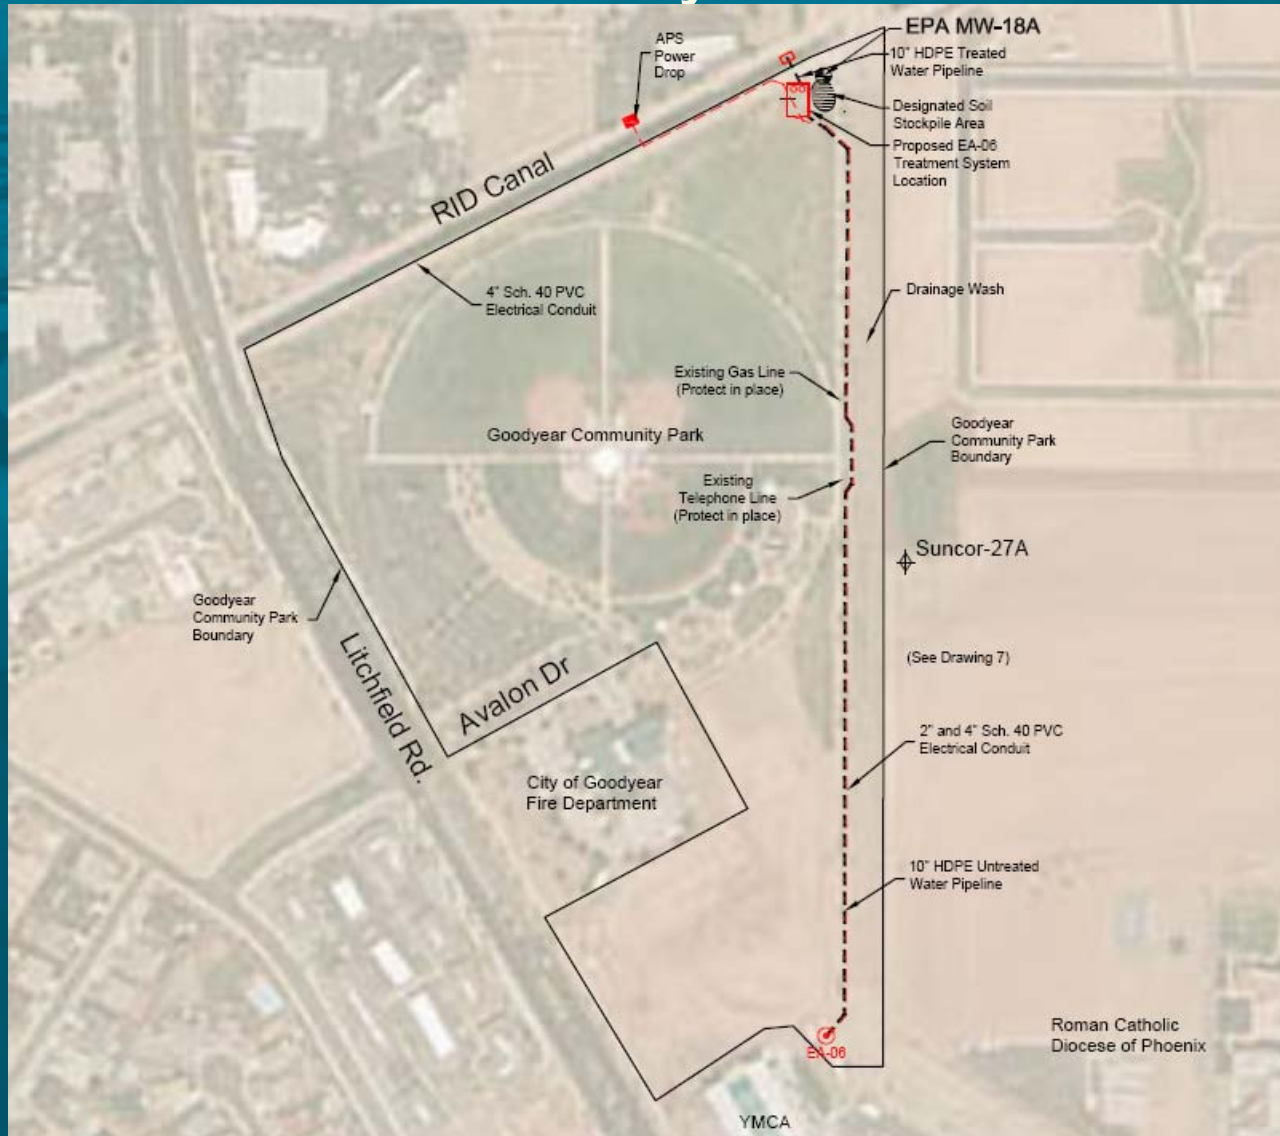 EPA MW-18A
APS
Power
Drop
10" HDPE Treated
Water Pipeline
Designated Soil
Stockpile Area
Proposed EA-06
Treatment System
Location
RID Canal
4" Sch. 40 PVC
Electrical Conduit
Drainage Wash
Existing Gas Line
(Protect in place)
Goodyear Community Park
Goodyear
Community Park
Boundary
Existing
Telephone Line
(Protect in place)
Suncor-27A
Goodyear
Community Park
Boundary
Litchfield Rd.
Avalon Dr
(See Drawing 7)
2" and 4" Sch. 40 PVC
Electrical Conduit
City of Goodyear
Fire Department
10" HDPE Untreated
Water Pipeline
EA-06
Roman Catholic
Diocese of Phoenix
YMCA